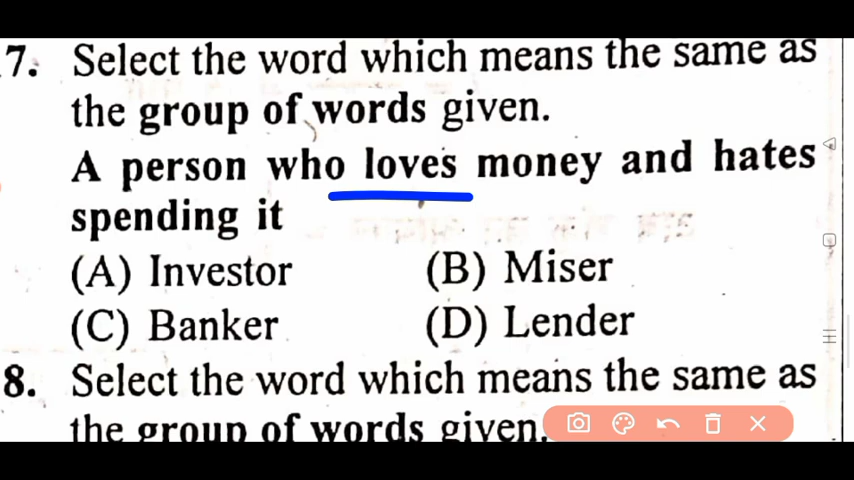 7. Select the word which means the same as
the group of words given.
A person who loves money and hates
spending it
(A) Investor (B) Miser
(C) Banker (D) Lender
8. Select the word which means the same as
the group of words given.